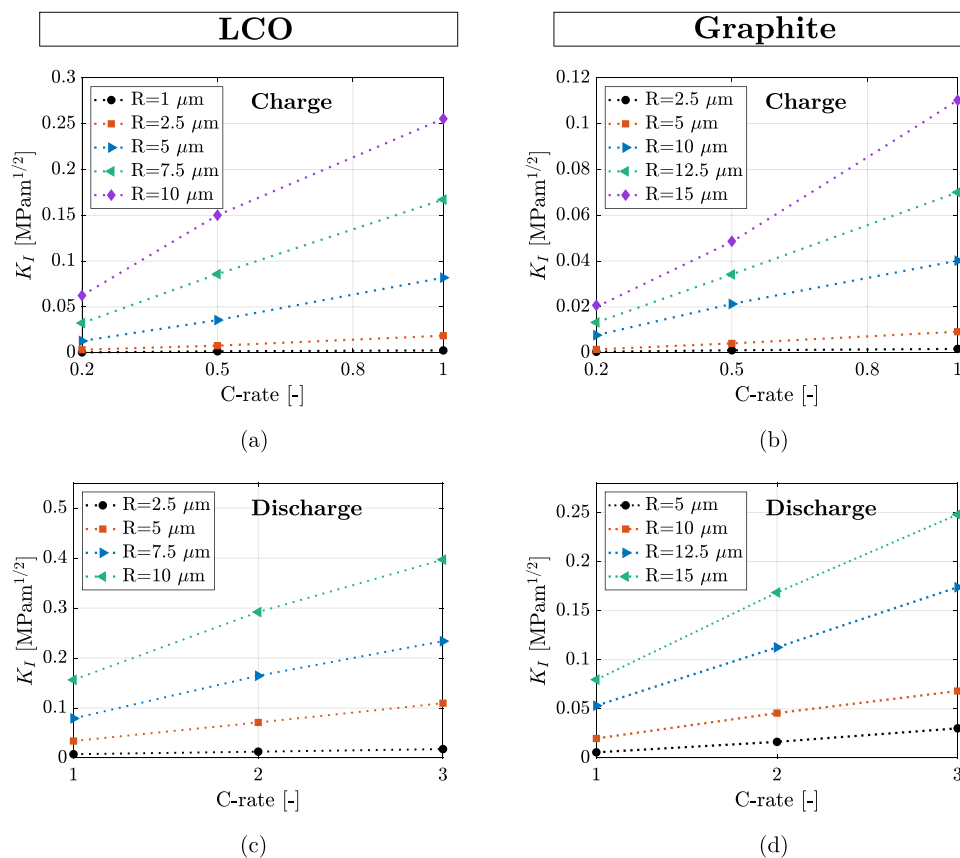 LCO
Graphite
Charge
R=1 μm
R=2.5 μm
R=5 μm
R=7.5 μm
R=10 μm
0.3
0.25
0.2
0.15
0.1
0.05
0
0.2
0.5
0.8
1
K_I [MPam^{1/2}]
C-rate [-]
(a)
Charge
R=2.5 μm
R=5 μm
R=10 μm
R=12.5 μm
R=15 μm
0.12
0.1
0.08
0.06
0.04
0.02
0
0.2
0.5
0.8
1
K_I [MPam^{1/2}]
C-rate [-]
(b)
Discharge
R=2.5 μm
R=5 μm
R=7.5 μm
R=10 μm
0.5
0.4
0.3
0.2
0.1
0
1
2
3
K_I [MPam^{1/2}]
C-rate [-]
(c)
Discharge
R=5 μm
R=10 μm
R=12.5 μm
R=15 μm
0.25
0.2
0.15
0.1
0.05
0
1
2
3
K_I [MPam^{1/2}]
C-rate [-]
(d)